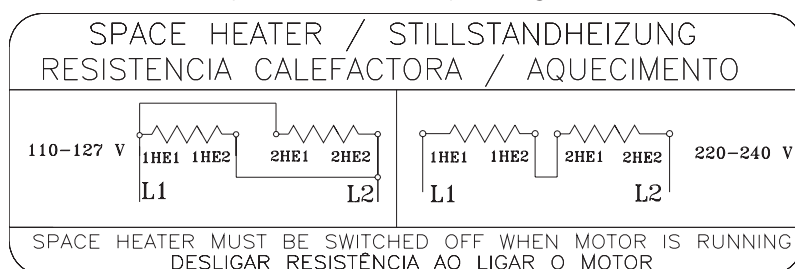 SPACE HEATER / STILLSTANDHEIZUNG
RESISTENCIA CALEFACTORA / AQUECIMENTO
110-127 V
1HE1 1HE2 2HE1 2HE2
L1 L2
1HE1 1HE2 2HE1 2HE2
220-240 V
L1 L2
SPACE HEATER MUST BE SWITCHED OFF WHEN MOTOR IS RUNNING
DESLIGAR RESISTÊNCIA AO LIGAR O MOTOR